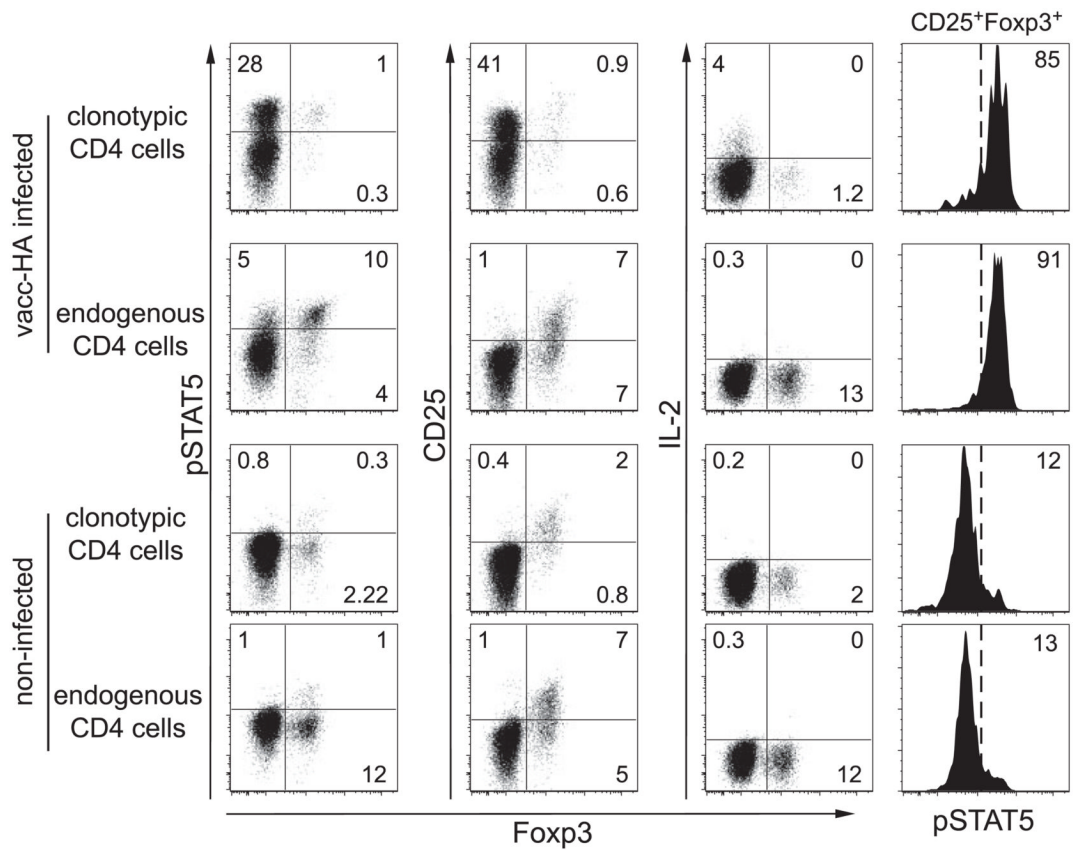 CD25+Foxp3+
28 1
0.3
41 0.9
0.6
4 0
1.2
85
clonotypic
CD4 cells
5 10
4
1 7
7
0.3 0
13
91
endogenous
CD4 cells
vacc-HA infected
0.8 0.3
2.22
0.4 2
0.8
0.2 0
2
12
clonotypic
CD4 cells
1 1
12
1 7
5
0.3 0
12
13
endogenous
CD4 cells
non-infected
pSTAT5
CD25
IL-2
Foxp3
pSTAT5